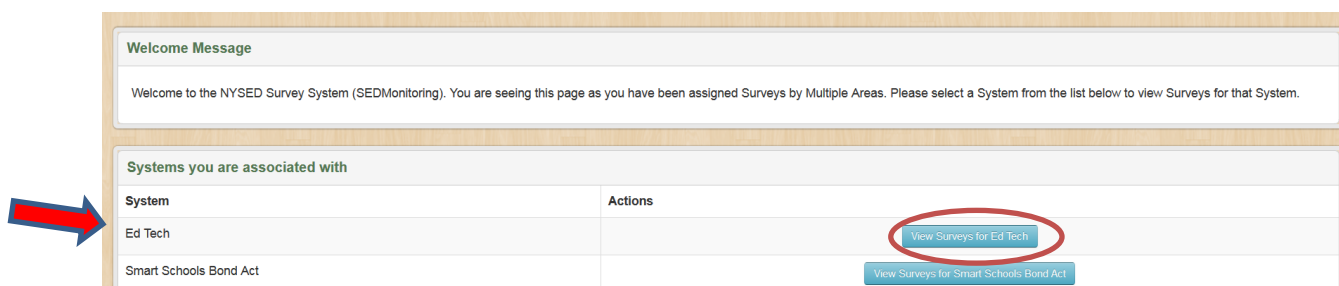 Welcome Message
Welcome to the NYSED Survey System (SEDMonitoring). You are seeing this page as you have been assigned Surveys by Multiple Areas. Please select a System from the list below to view Surveys for that System.
Systems you are associated with
System Actions
Ed Tech View Surveys for Ed Tech
Smart Schools Bond Act View Surveys for Smart Schools Bond Act